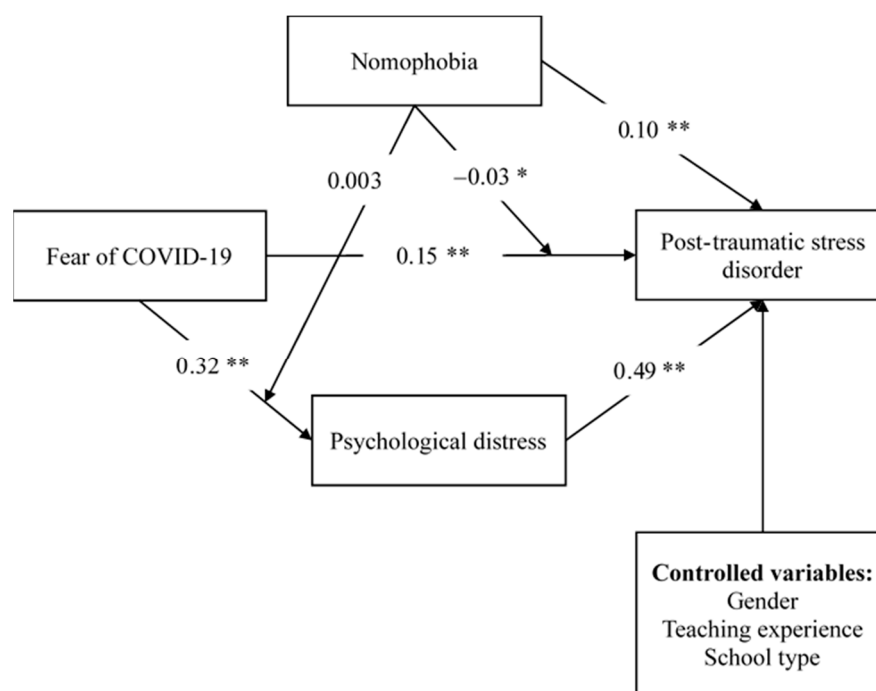 Nomophobia
0.10 **
0.003
−0.03 *
Fear of COVID-19
0.15 **
Post-traumatic stress
disorder
0.32 **
0.49 **
Psychological distress
Controlled variables:
Gender
Teaching experience
School type